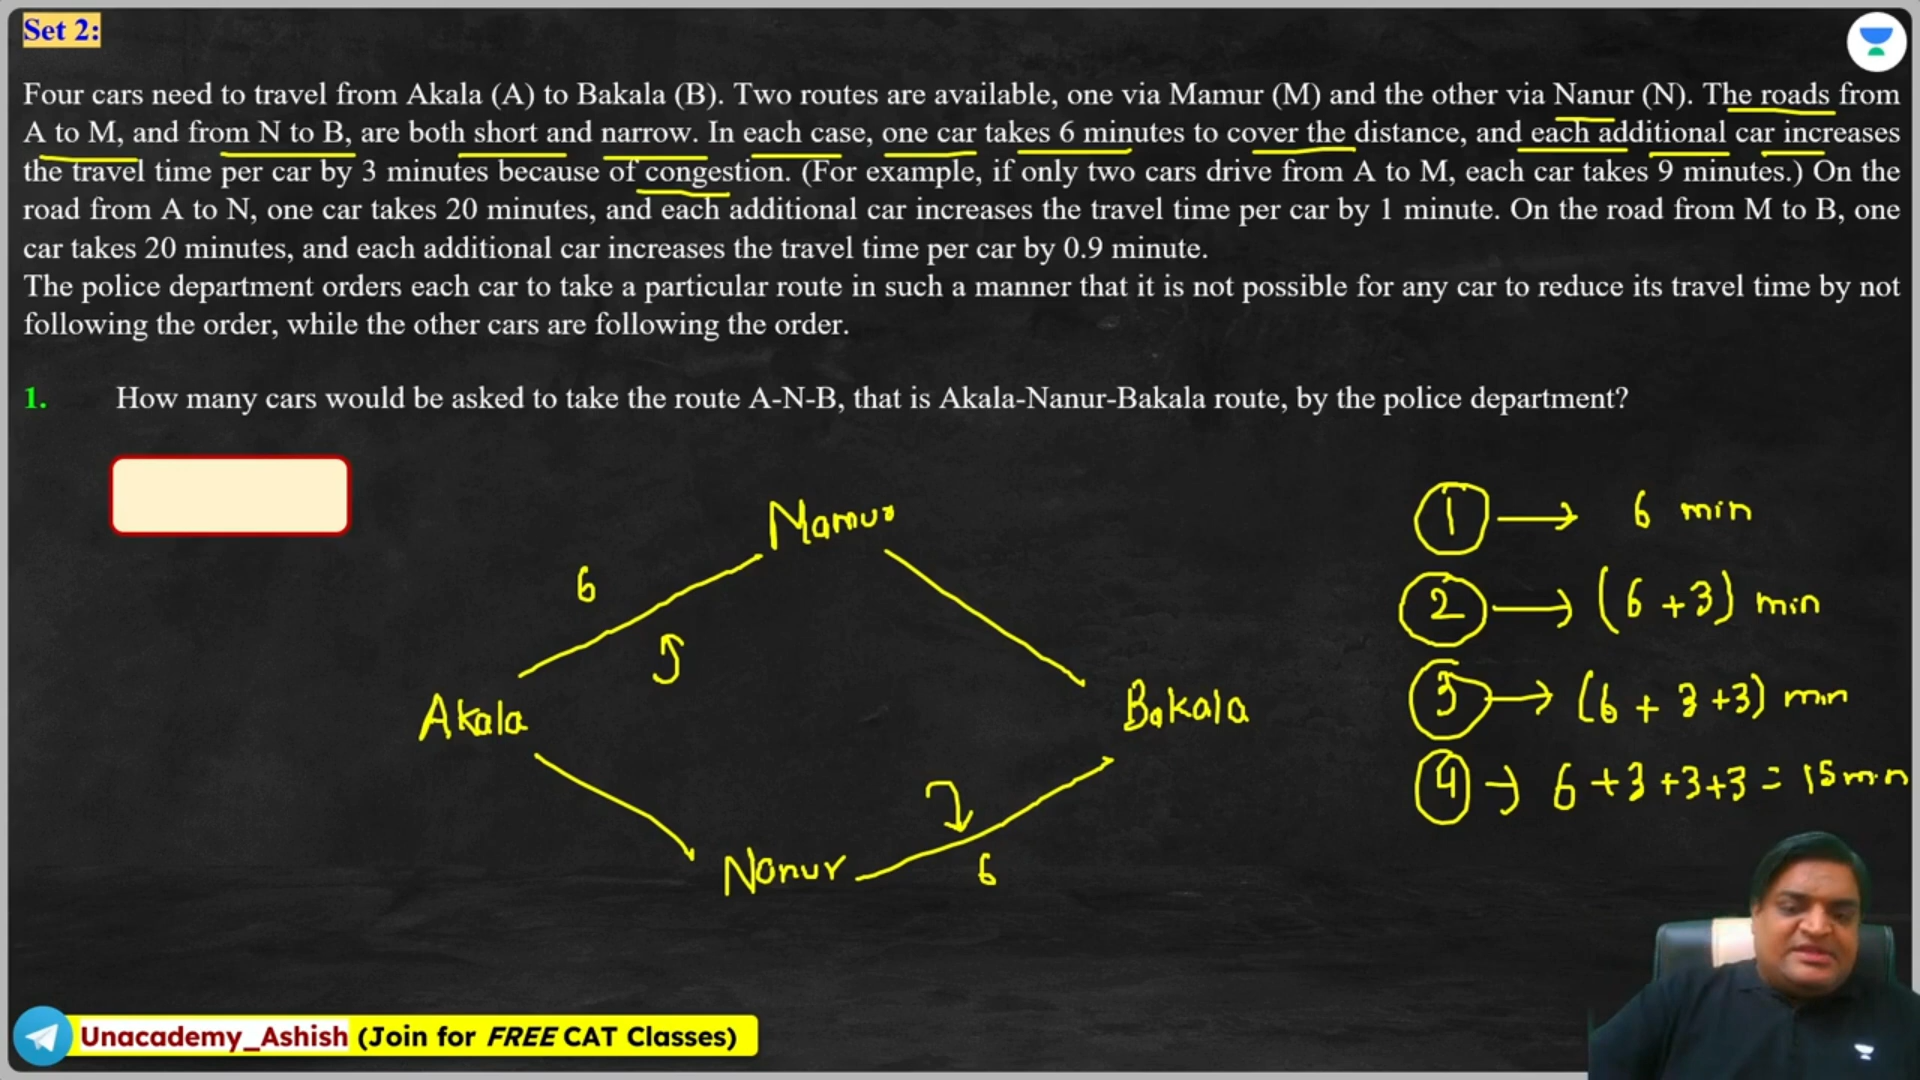 Set 2:
Four cars need to travel from Akala (A) to Bakala (B). Two routes are available, one via Mamur (M) and the other via Nanur (N). The roads from
A to M, and from N to B, are both short and narrow. In each case, one car takes 6 minutes to cover the distance, and each additional car increases
the travel time per car by 3 minutes because of congestion. (For example, if only two cars drive from A to M, each car takes 9 minutes.) On the
road from A to N, one car takes 20 minutes, and each additional car increases the travel time per car by 1 minute. On the road from M to B, one
car takes 20 minutes, and each additional car increases the travel time per car by 0.9 minute.
The police department orders each car to take a particular route in such a manner that it is not possible for any car to reduce its travel time by not
following the order, while the other cars are following the order.
1. How many cars would be asked to take the route A-N-B, that is Akala-Nanur-Bakala route, by the police department?
Mamur
6
Akala
Bakala
Nanur
6
1 → 6 min
2 → (6 +3) min
3 → (6 + 3 +3) min
4 → 6 +3 +3+3 = 15 min
Unacademy_Ashish (Join for FREE CAT Classes)